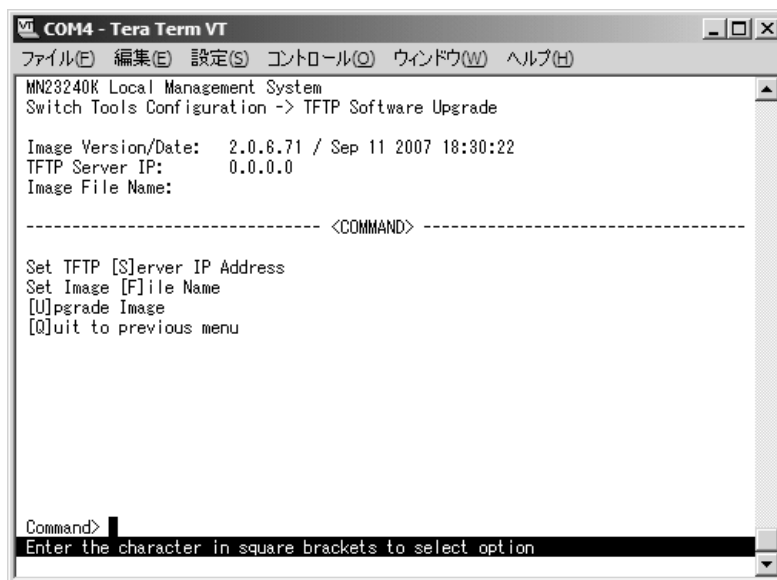 COM4 - Tera Term VT
ファイル(F) 編集(E) 設定(S) コントロール(O) ウィンドウ(W) ヘルプ(H)
MN23240K Local Management System
Switch Tools Configuration -> TFTP Software Upgrade
Image Version/Date: 2.0.6.71 / Sep 11 2007 18:30:22
TFTP Server IP: 0.0.0.0
Image File Name:
------------------------------- <COMMAND> -----------------------------------
Set TFTP [S]erver IP Address
Set Image [F]ile Name
[U]pgrade Image
[Q]uit to previous menu
Command>
Enter the character in square brackets to select option